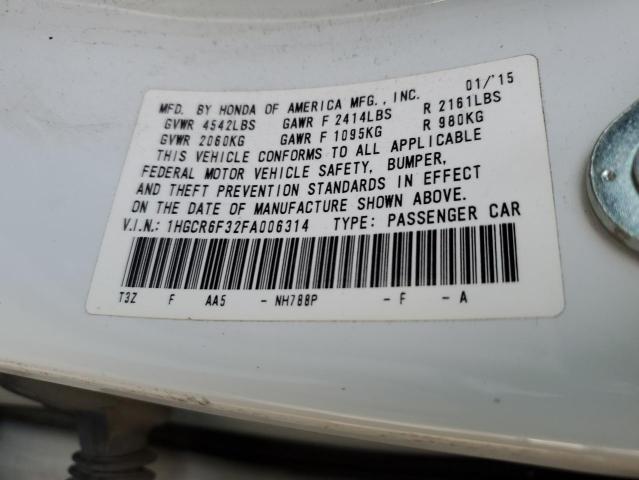 MFD. BY HONDA OF AMERICA MFG., INC. 01/'15
GVWR 4542LBS GAWR F 2414LBS R 2161LBS
GVWR 2060KG GAWR F 1095KG R 980KG
THIS VEHICLE CONFORMS TO ALL APPLICABLE
FEDERAL MOTOR VEHICLE SAFETY, BUMPER,
AND THEFT PREVENTION STANDARDS IN EFFECT
ON THE DATE OF MANUFACTURE SHOWN ABOVE.
V.I.N.: 1HGCR6F32FA006314 TYPE: PASSENGER CAR
T3Z F AA5 - NH788P - F - A